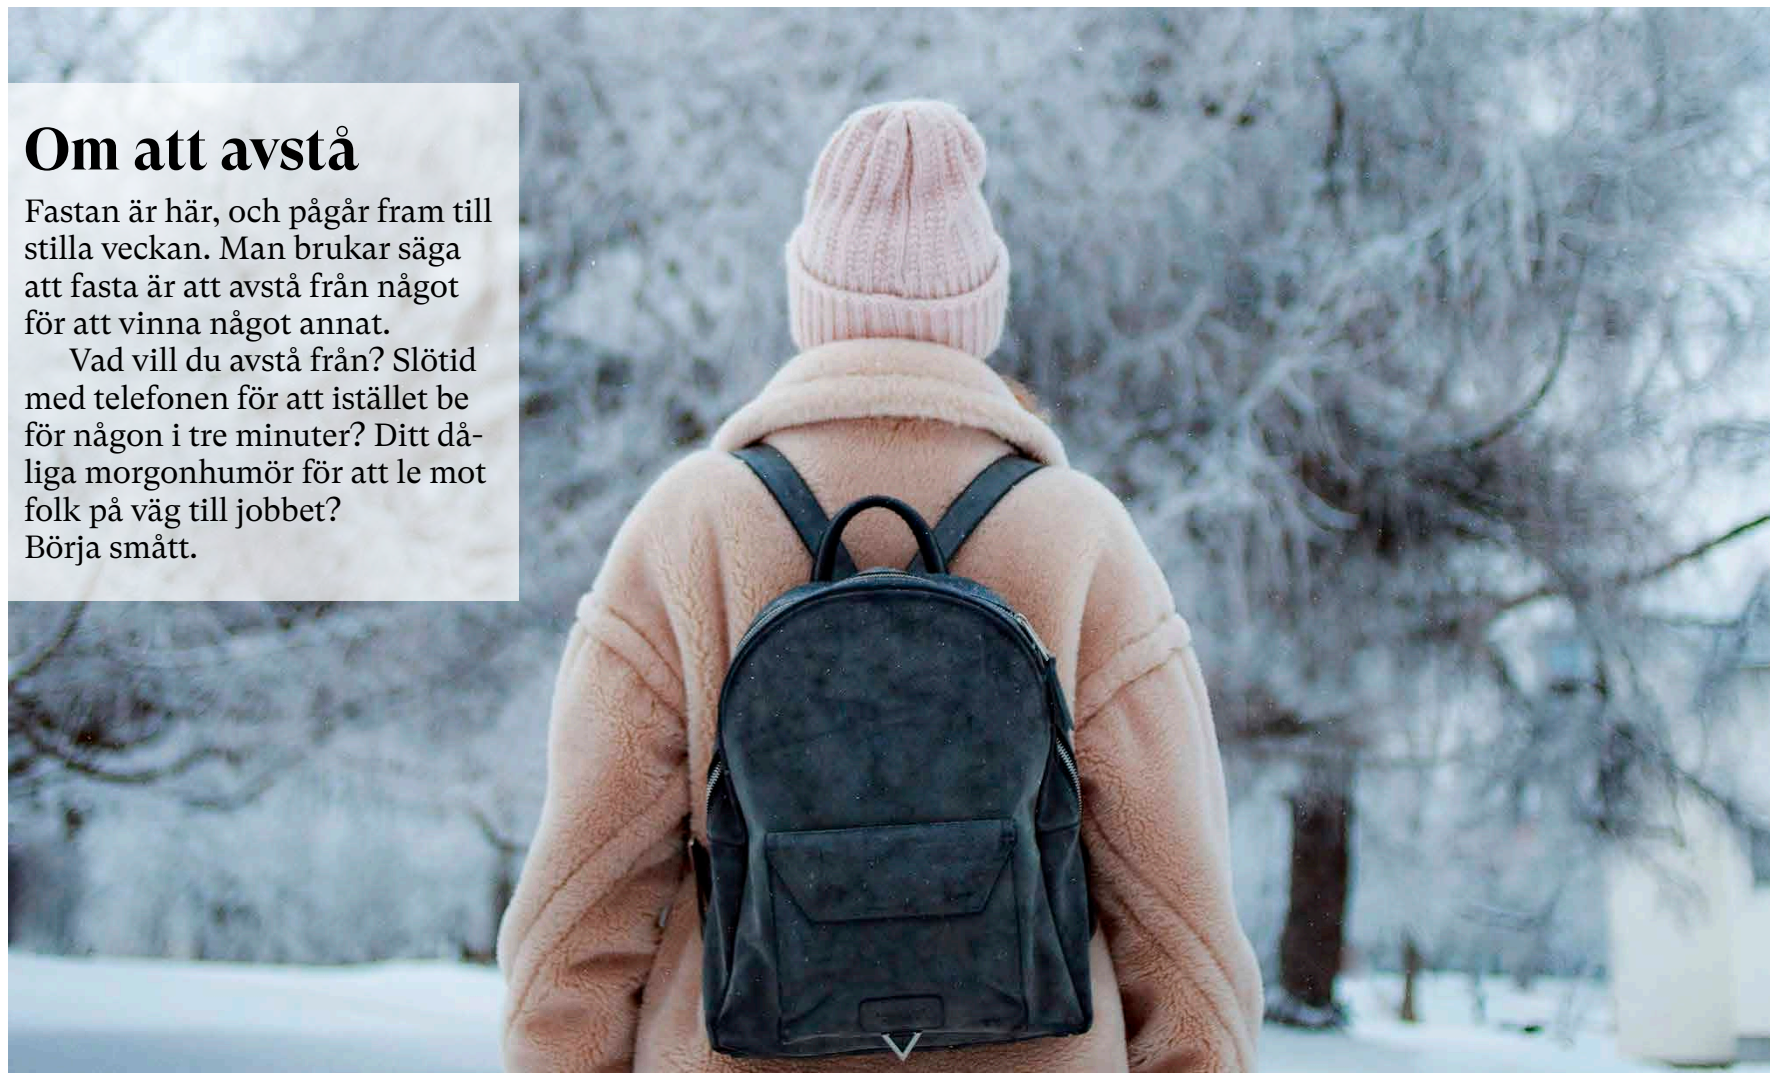 Om att avstå
Fastan är här, och pågår fram till
stilla veckan. Man brukar säga
att fasta är att avstå från något
för att vinna något annat.
Vad vill du avstå från? Slötid
med telefonen för att istället be
för någon i tre minuter? Ditt då-
liga morgonhumör för att le mot
folk på väg till jobbet?
Börja smått.